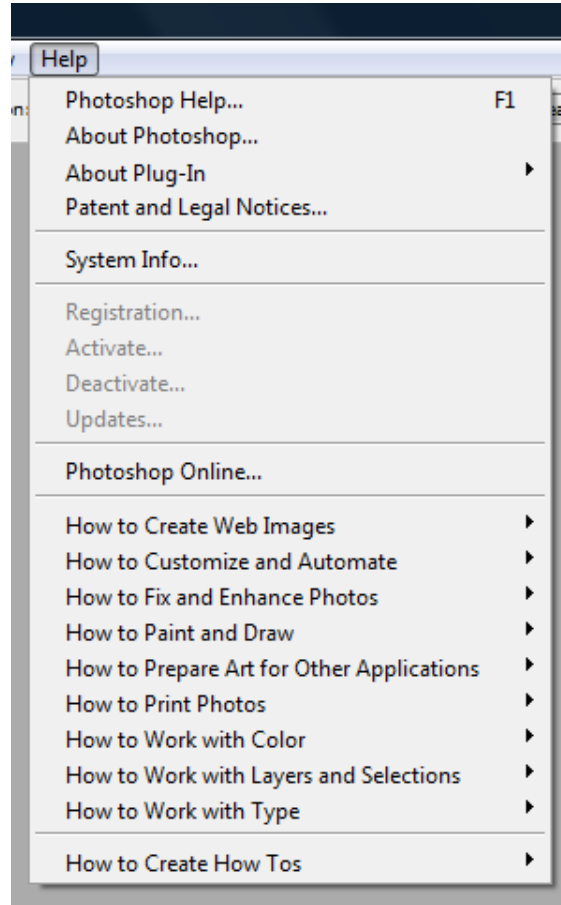 Help
Photoshop Help... F1
About Photoshop...
About Plug-In
Patent and Legal Notices...
System Info...
Registration...
Activate...
Deactivate...
Updates...
Photoshop Online...
How to Create Web Images
How to Customize and Automate
How to Fix and Enhance Photos
How to Paint and Draw
How to Prepare Art for Other Applications
How to Print Photos
How to Work with Color
How to Work with Layers and Selections
How to Work with Type
How to Create How Tos